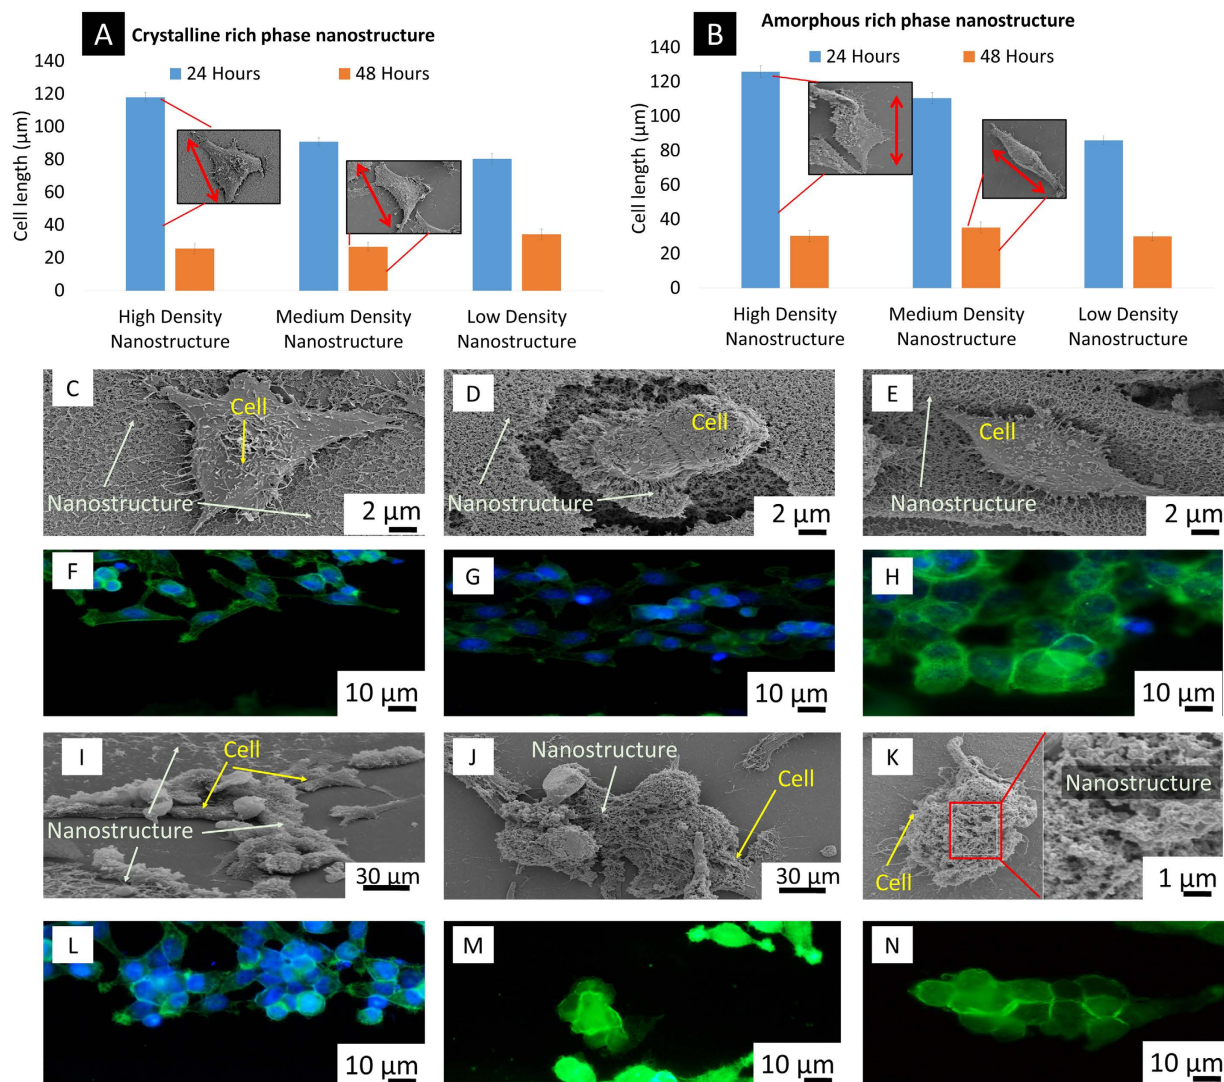 A
Crystalline rich phase nanostructure
24 Hours
48 Hours
Cell length (µm)
140
120
100
80
60
40
20
0
High Density
Nanostructure
Medium Density
Nanostructure
Low Density
Nanostructure
B
Amorphous rich phase nanostructure
24 Hours
48 Hours
Cell length (µm)
140
120
100
80
60
40
20
0
High Density
Nanostructure
Medium Density
Nanostructure
Low Density
Nanostructure
C
Cell
Nanostructure
2 µm
D
Cell
Nanostructure
2 µm
E
Cell
Nanostructure
2 µm
F
10 µm
G
10 µm
H
10 µm
I
Cell
Nanostructure
30 µm
J
Nanostructure
Cell
30 µm
K
Nanostructure
Cell
1 µm
L
10 µm
M
10 µm
N
10 µm